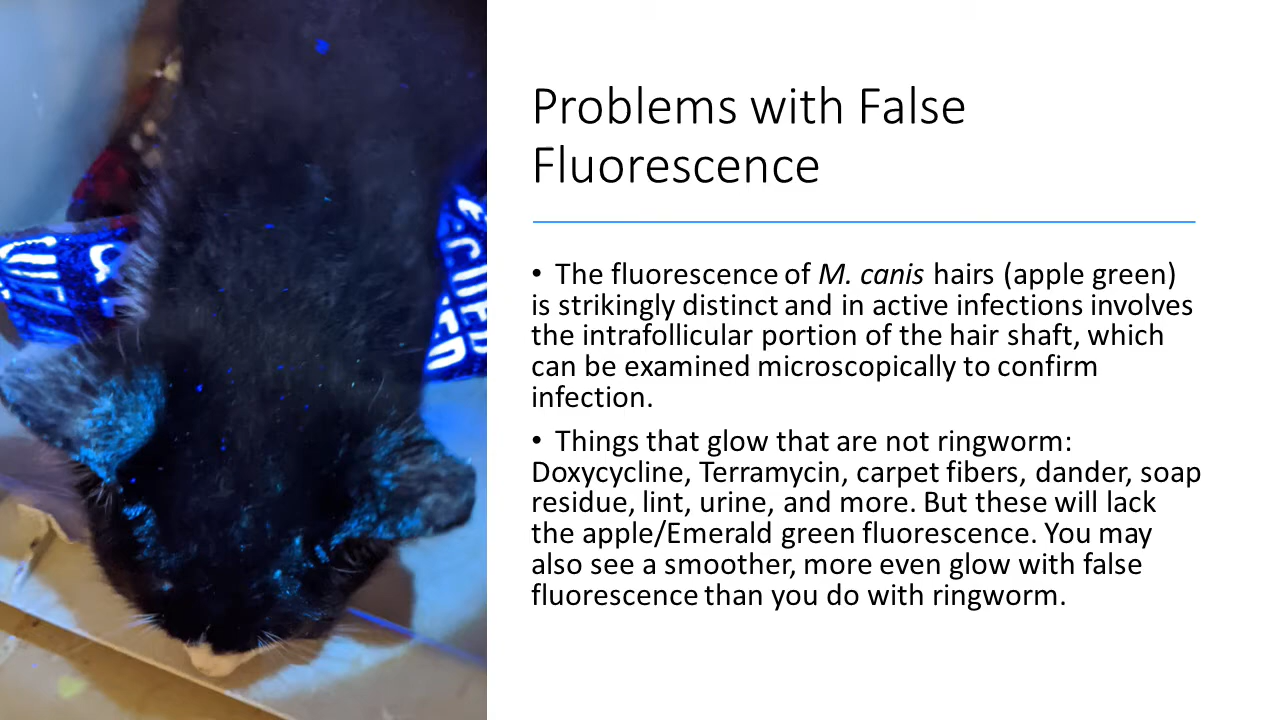 Problems with False
Fluorescence
• The fluorescence of M. canis hairs (apple green)
is strikingly distinct and in active infections involves
the intrafollicular portion of the hair shaft, which
can be examined microscopically to confirm
infection.
• Things that glow that are not ringworm:
Doxycycline, Terramycin, carpet fibers, dander, soap
residue, lint, urine, and more. But these will lack
the apple/Emerald green fluorescence. You may
also see a smoother, more even glow with false
fluorescence than you do with ringworm.